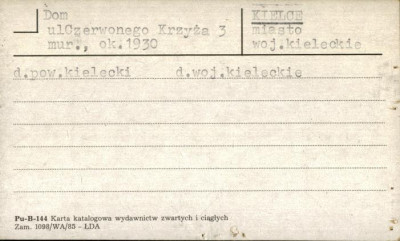 Dom
ulCzerwonego Krzyża 3
mur., ok.1930
KIELCE
miasto
woj.kieleckie
d.pow.kielecki d.woj.kieleckie
Pu-B-144 Karta katalogowa wydawnictw zwartych i ciągłych
Zam. 1098/WA/85 - ŁDA